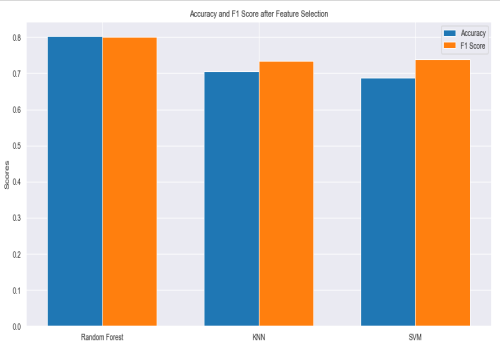 Accuracy and F1 Score after Feature Selection
Accuracy
F1 Score
Scores
0.8
0.7
0.6
0.5
0.4
0.3
0.2
0.1
0.0
Random Forest
KNN
SVM